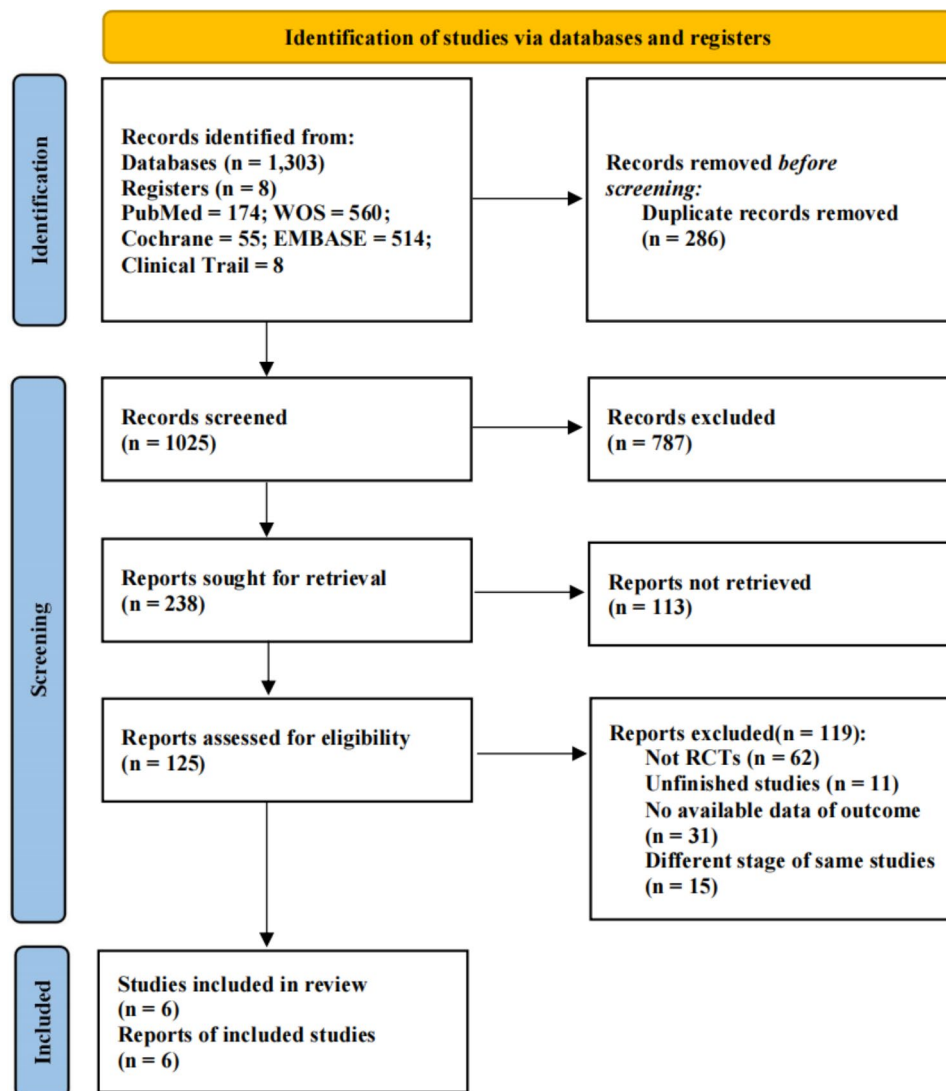 Identification of studies via databases and registers
Identification
Records identified from:
Databases (n = 1,303)
Registers (n = 8)
PubMed = 174; WOS = 560;
Cochrane = 55; EMBASE = 514;
Clinical Trail = 8
Records removed before
screening:
Duplicate records removed
(n = 286)
Screening
Records screened
(n = 1025)
Records excluded
(n = 787)
Reports sought for retrieval
(n = 238)
Reports not retrieved
(n = 113)
Reports assessed for eligibility
(n = 125)
Reports excluded(n = 119):
Not RCTs (n = 62)
Unfinished studies (n = 11)
No available data of outcome
(n = 31)
Different stage of same studies
(n = 15)
Included
Studies included in review
(n = 6)
Reports of included studies
(n = 6)